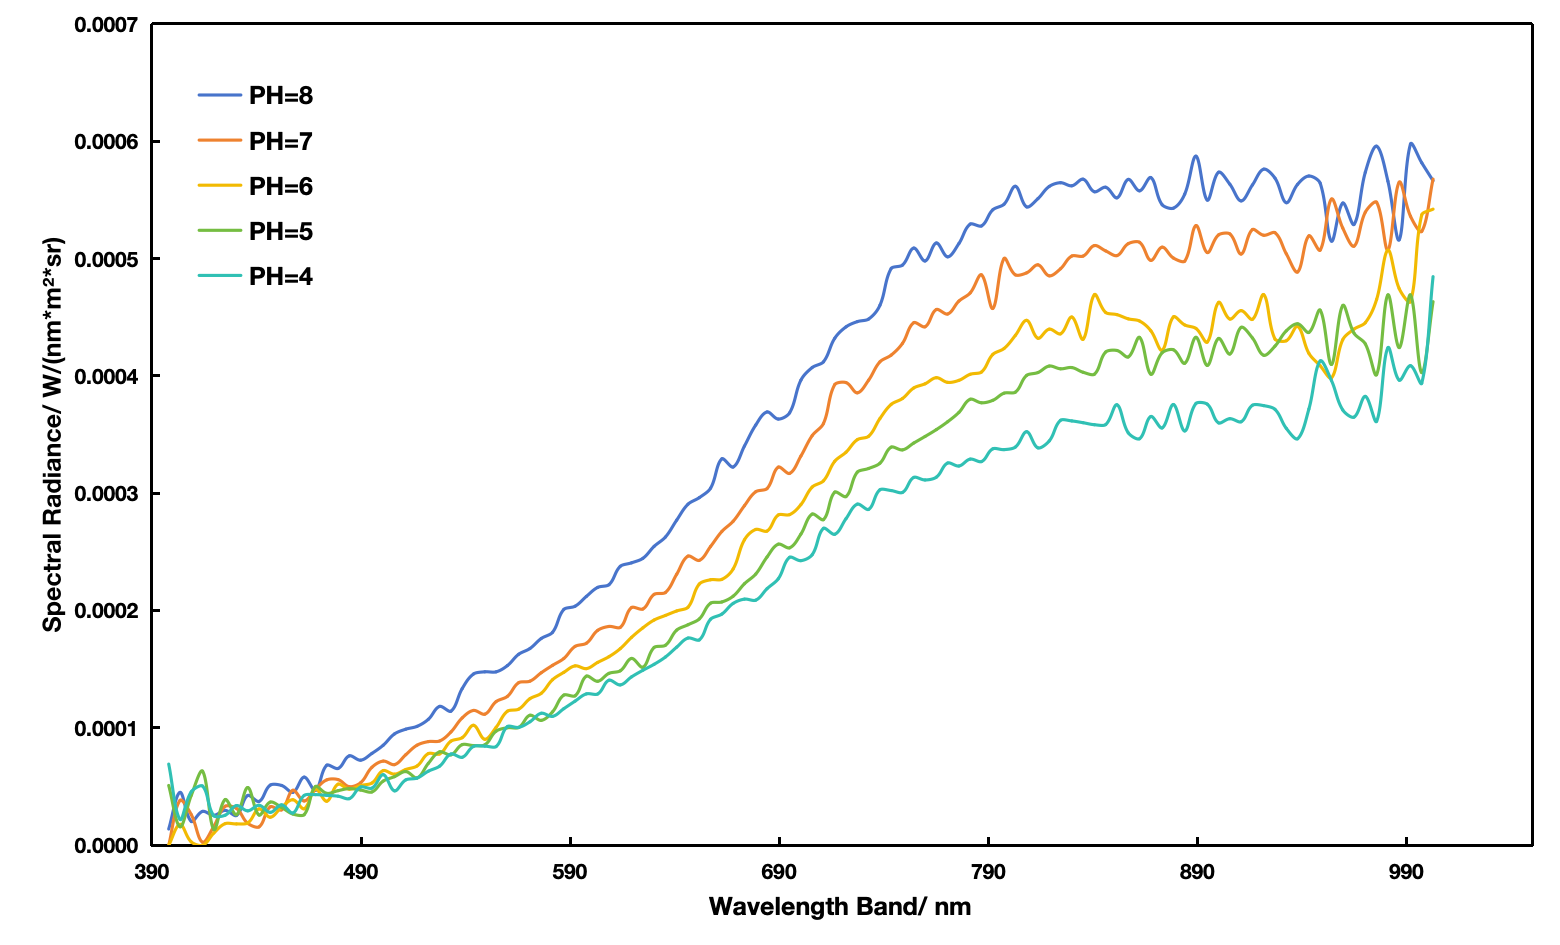 0.0007
0.0006
0.0005
0.0004
0.0003
0.0002
0.0001
0.0000
Spectral Radiance/ W/(nm*m²*sr)
PH=8
PH=7
PH=6
PH=5
PH=4
390 490 590 690 790 890 990
Wavelength Band/ nm